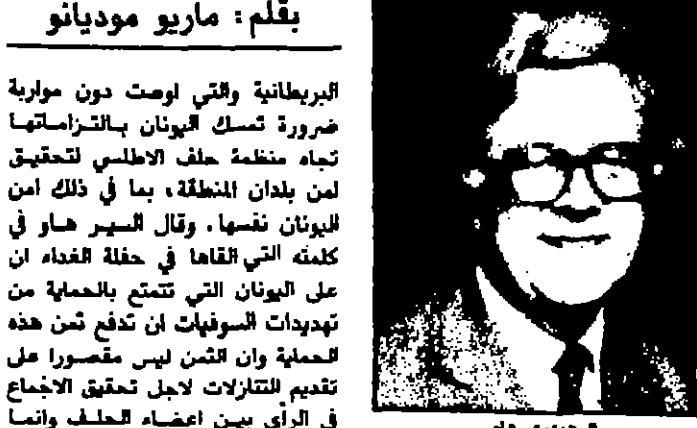 بقلم: ماريو موديانو
البريطانية والتي اوصت دون مواربة
ضرورة تمسك اليونان بالتزاماتها
تجاه منظمة حلف الاطلسي لتحقيق
امن بلدان المنطقة، بما في ذلك امن
اليونان نفسها. وقال السير هاو في
كلمته التي القاها في حفلة الغداء ان
على اليونان التي تتمتع بالحماية من
تهديدات السوفيات ان تدفع ثمن هذه
الحماية وان الثمن ليس مقصورا على
تقديم التنازلات لاجل تحقيق الاجماع
في الرأي بين اعضاء الحلف وانما